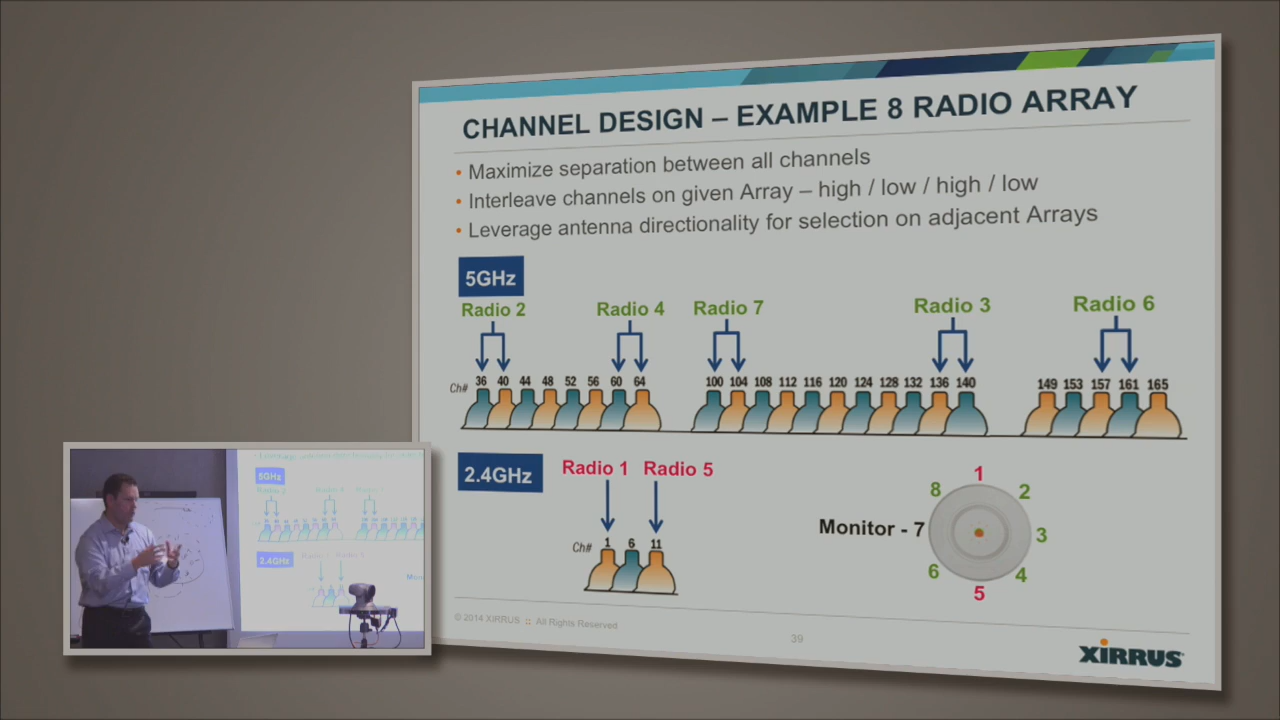 CHANNEL DESIGN – EXAMPLE 8 RADIO ARRAY
• Maximize separation between all channels
• Interleave channels on given Array – high / low / high / low
• Leverage antenna directionality for selection on adjacent Arrays
5GHz
Radio 2 Radio 4 Radio 7 Radio 3 Radio 6
Ch# 36 40 44 48 52 56 60 64 100 104 108 112 116 120 124 128 132 136 140 149 153 157 161 165
2.4GHz
Radio 1 Radio 5
Ch# 1 6 11
1
8 2
Monitor - 7 3
6 4
5
© 2014 XIRRUS :: All Rights Reserved
39
XIRRUS
5GHz
2.4GHz